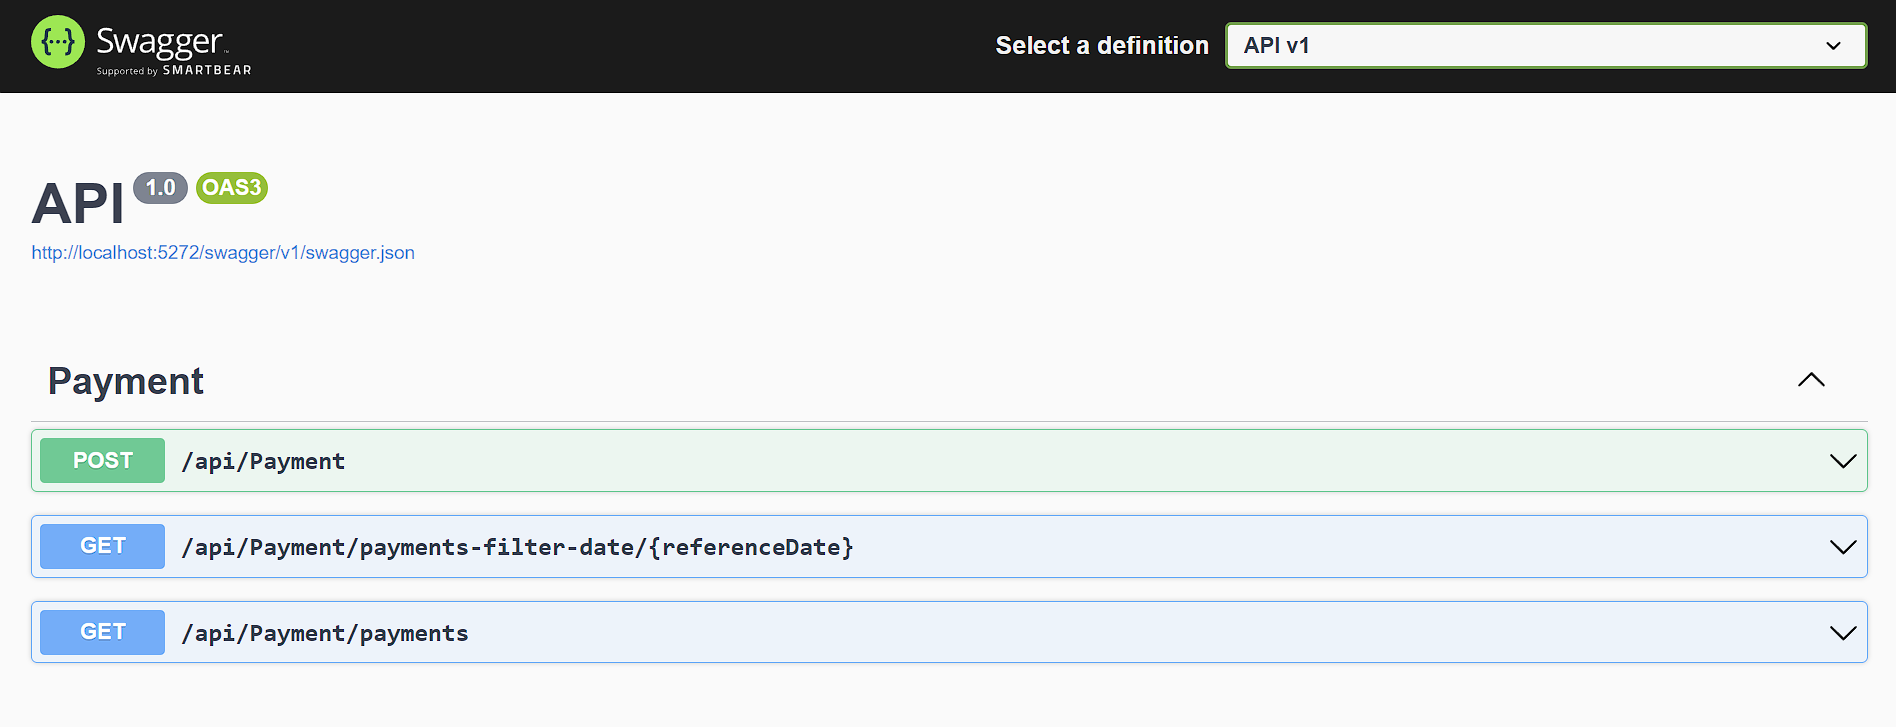 {···} Swagger™
Supported by SMARTBEAR
Select a definition
API v1
API 1.0 OAS3
http://localhost:5272/swagger/v1/swagger.json
Payment
POST /api/Payment
GET /api/Payment/payments-filter-date/{referenceDate}
GET /api/Payment/payments